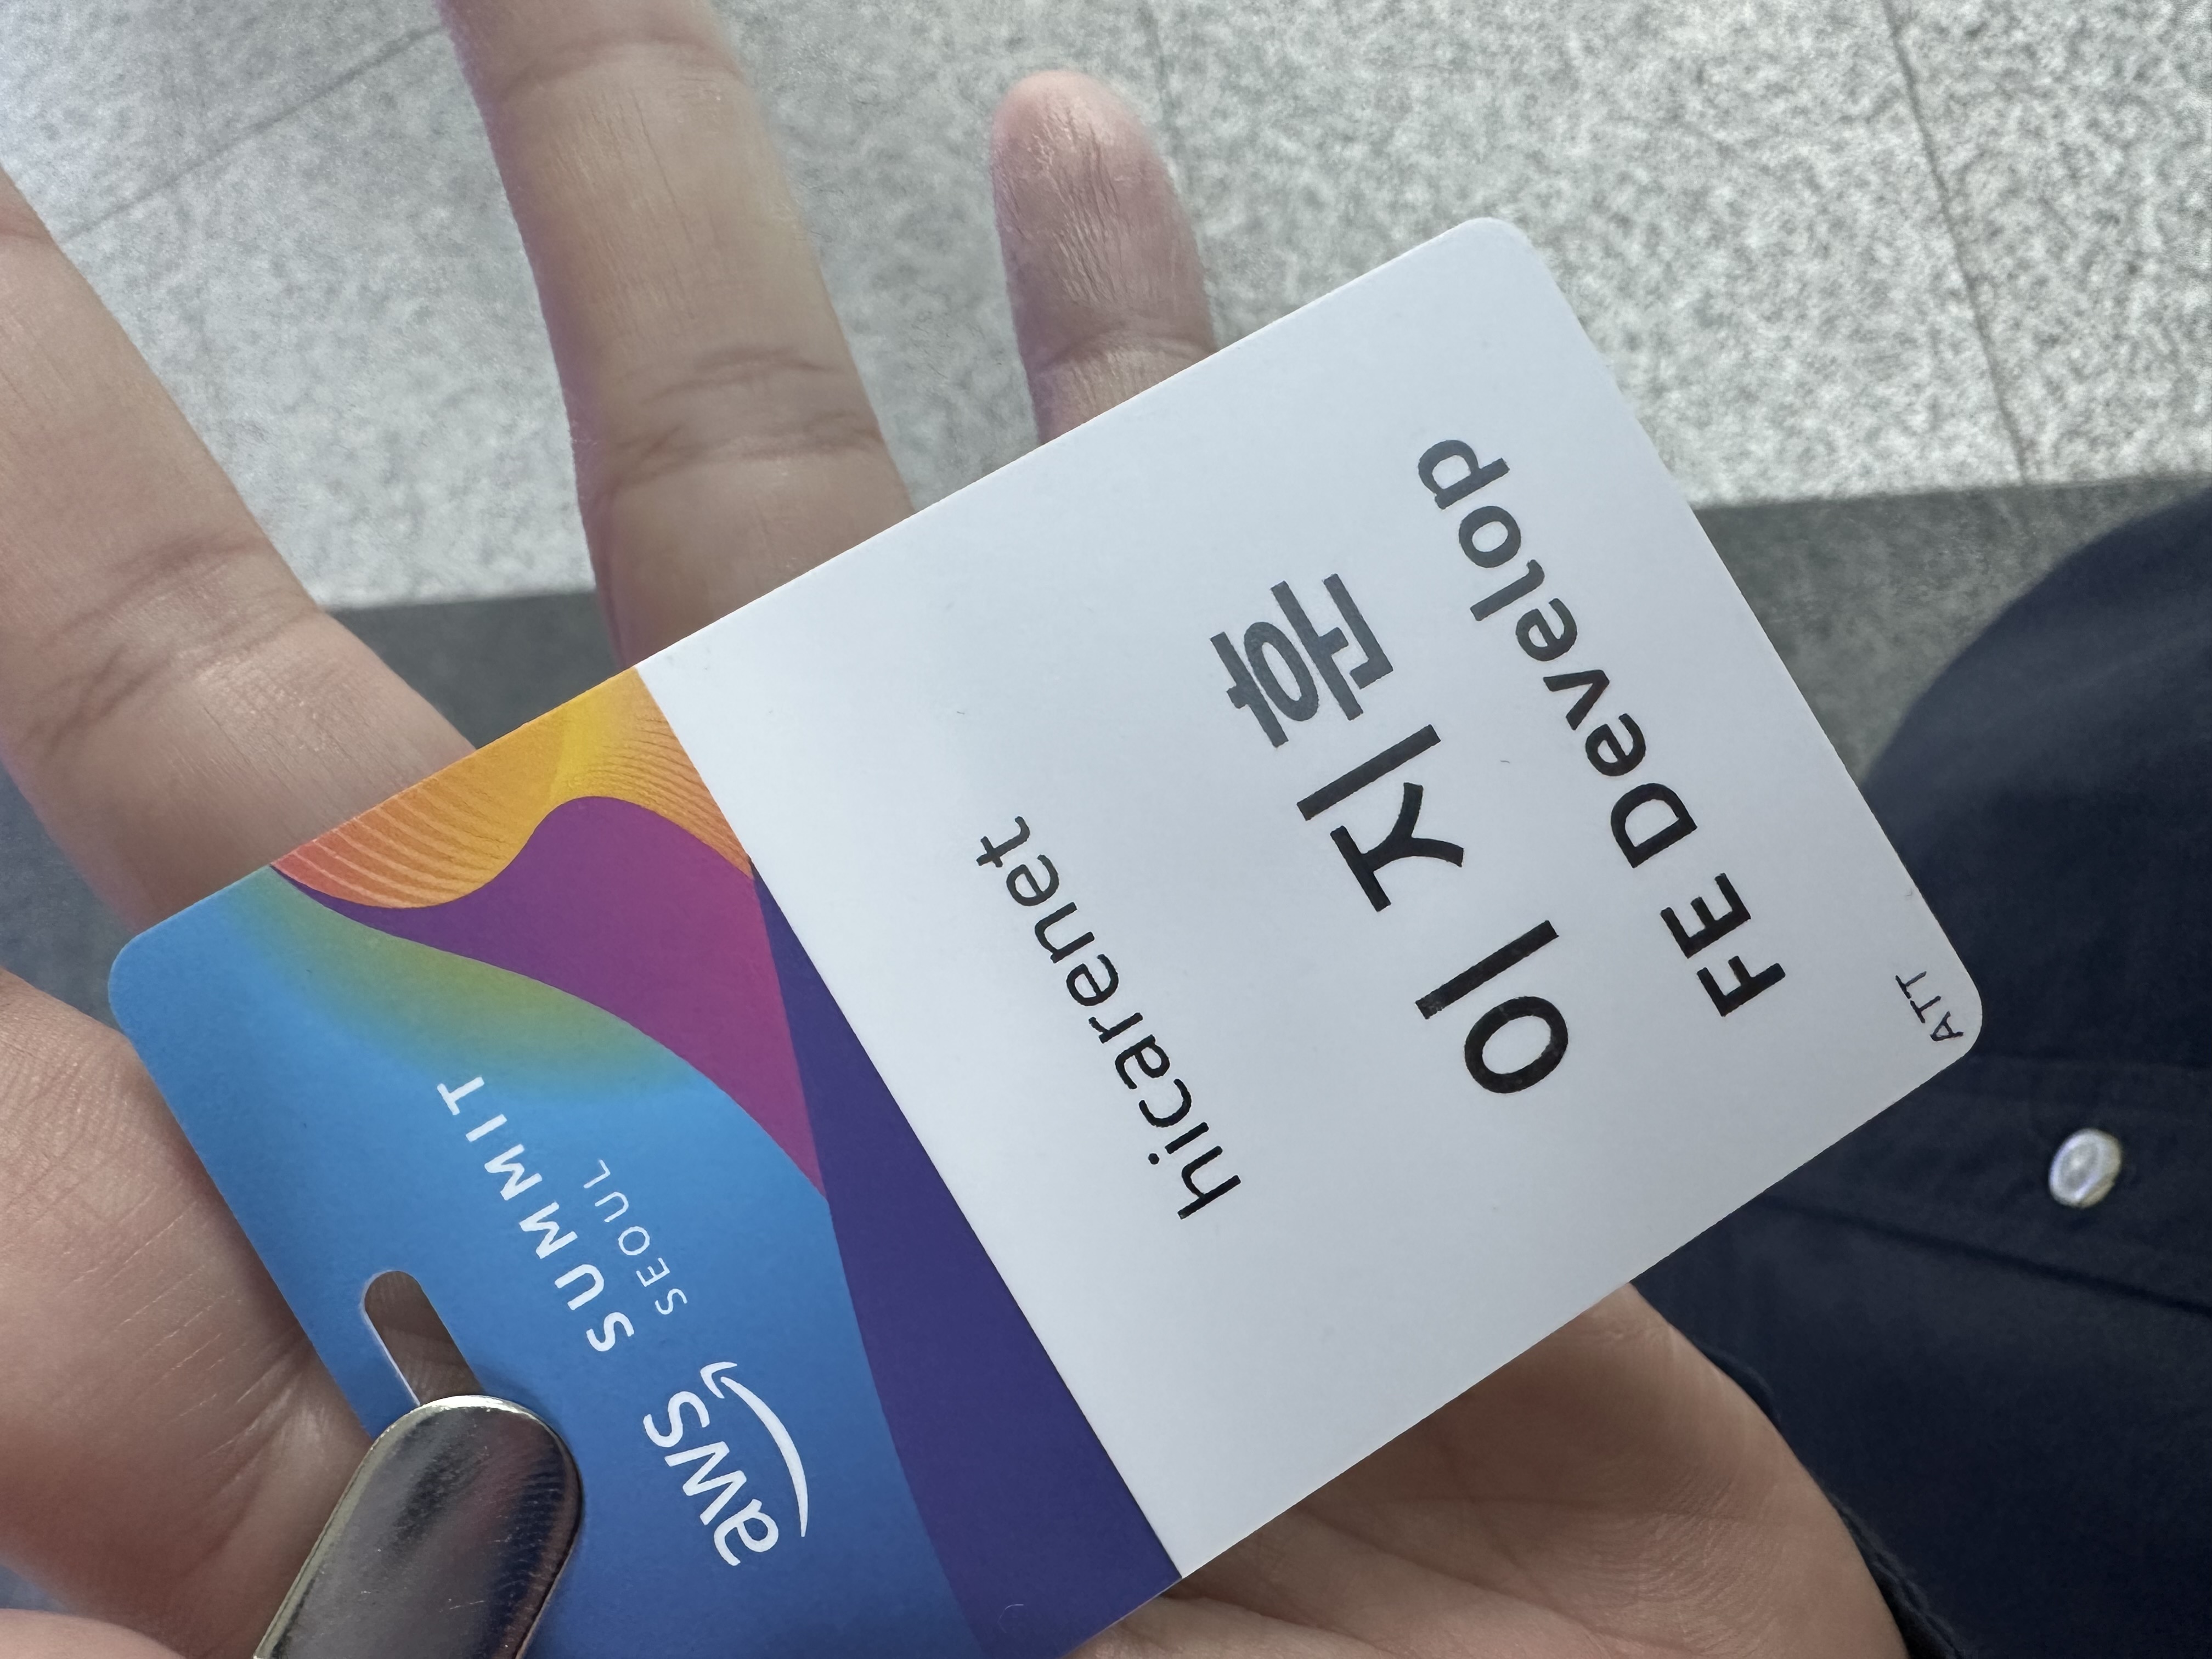 aws SUMMIT
SEOUL
hicarenet
이지훈
FE Develop
ATT